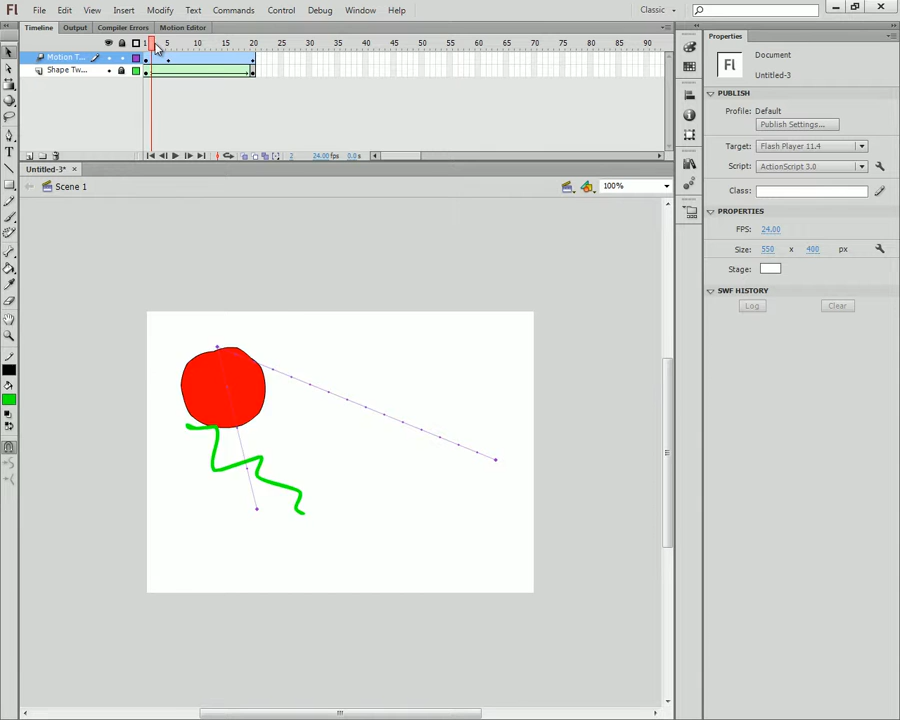 Fl File Edit View Insert Modify Text Commands Control Debug Window Help Classic
Timeline Output Compiler Errors Motion Editor
1 5 10 15 20 25 30 35 40 45 50 55 60 65 70 75 80 85 90
Motion T...
Shape Tw...
2 24.00 fps 0.0 s
Untitled-3*
Scene 1 100%
Properties
Fl Document
Untitled-3
PUBLISH
Profile: Default
Publish Settings...
Target: Flash Player 11.4
Script: ActionScript 3.0
Class:
PROPERTIES
FPS: 24.00
Size: 550 x 400 px
Stage:
SWF HISTORY
Log Clear